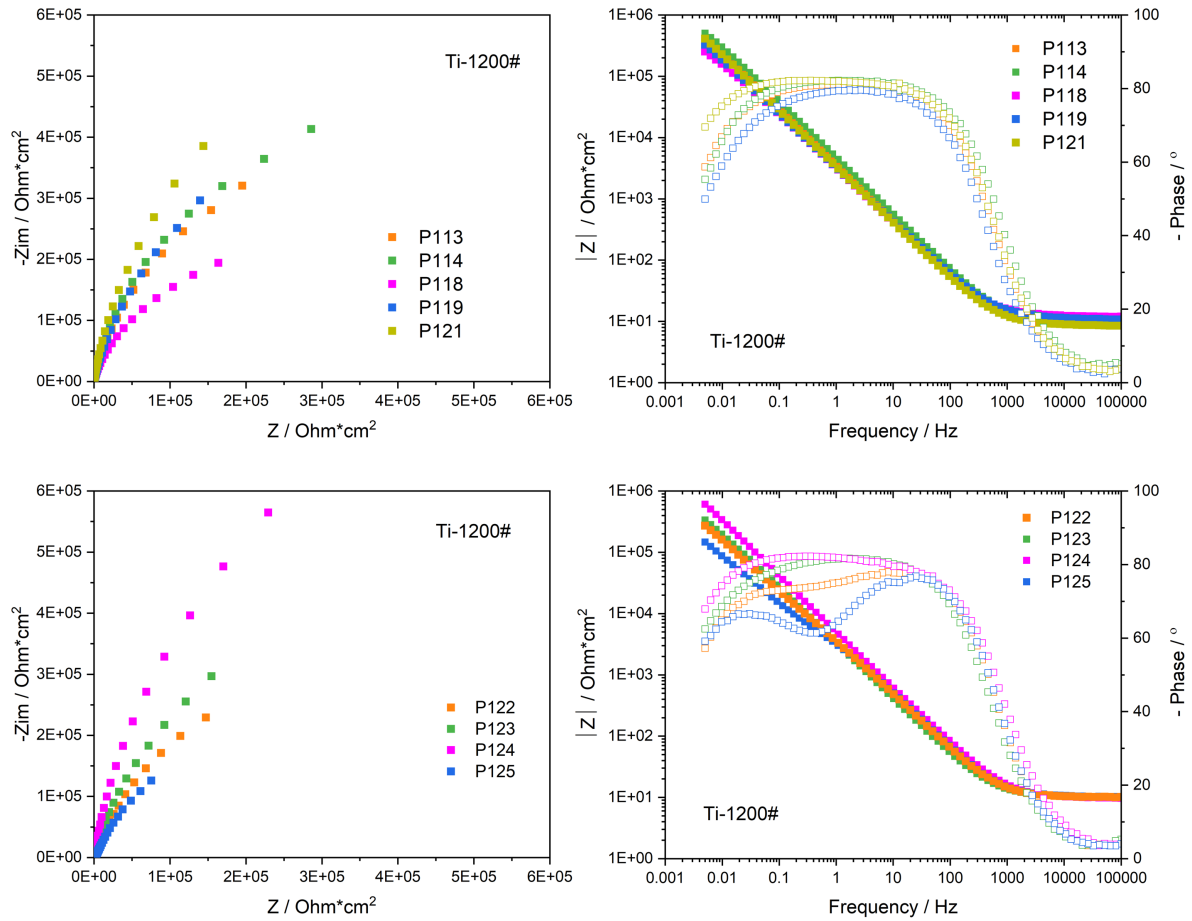 6E+05
5E+05
4E+05
3E+05
2E+05
1E+05
0E+00
-Zim / Ohm*cm²
Ti-1200#
P113
P114
P118
P119
P121
0E+00 1E+05 2E+05 3E+05 4E+05 5E+05 6E+05
Z / Ohm*cm²
1E+06
1E+05
1E+04
1E+03
1E+02
1E+01
1E+00
|Z| / Ohm*cm²
P113
P114
P118
P119
P121
Ti-1200#
100
80
60
40
20
0
- Phase / °
0.001 0.01 0.1 1 10 100 1000 10000 100000
Frequency / Hz
6E+05
5E+05
4E+05
3E+05
2E+05
1E+05
0E+00
-Zim / Ohm*cm²
Ti-1200#
P122
P123
P124
P125
0E+00 1E+05 2E+05 3E+05 4E+05 5E+05 6E+05
Z / Ohm*cm²
1E+06
1E+05
1E+04
1E+03
1E+02
1E+01
1E+00
|Z| / Ohm*cm²
P122
P123
P124
P125
Ti-1200#
100
80
60
40
20
0
- Phase / °
0.001 0.01 0.1 1 10 100 1000 10000 100000
Frequency / Hz